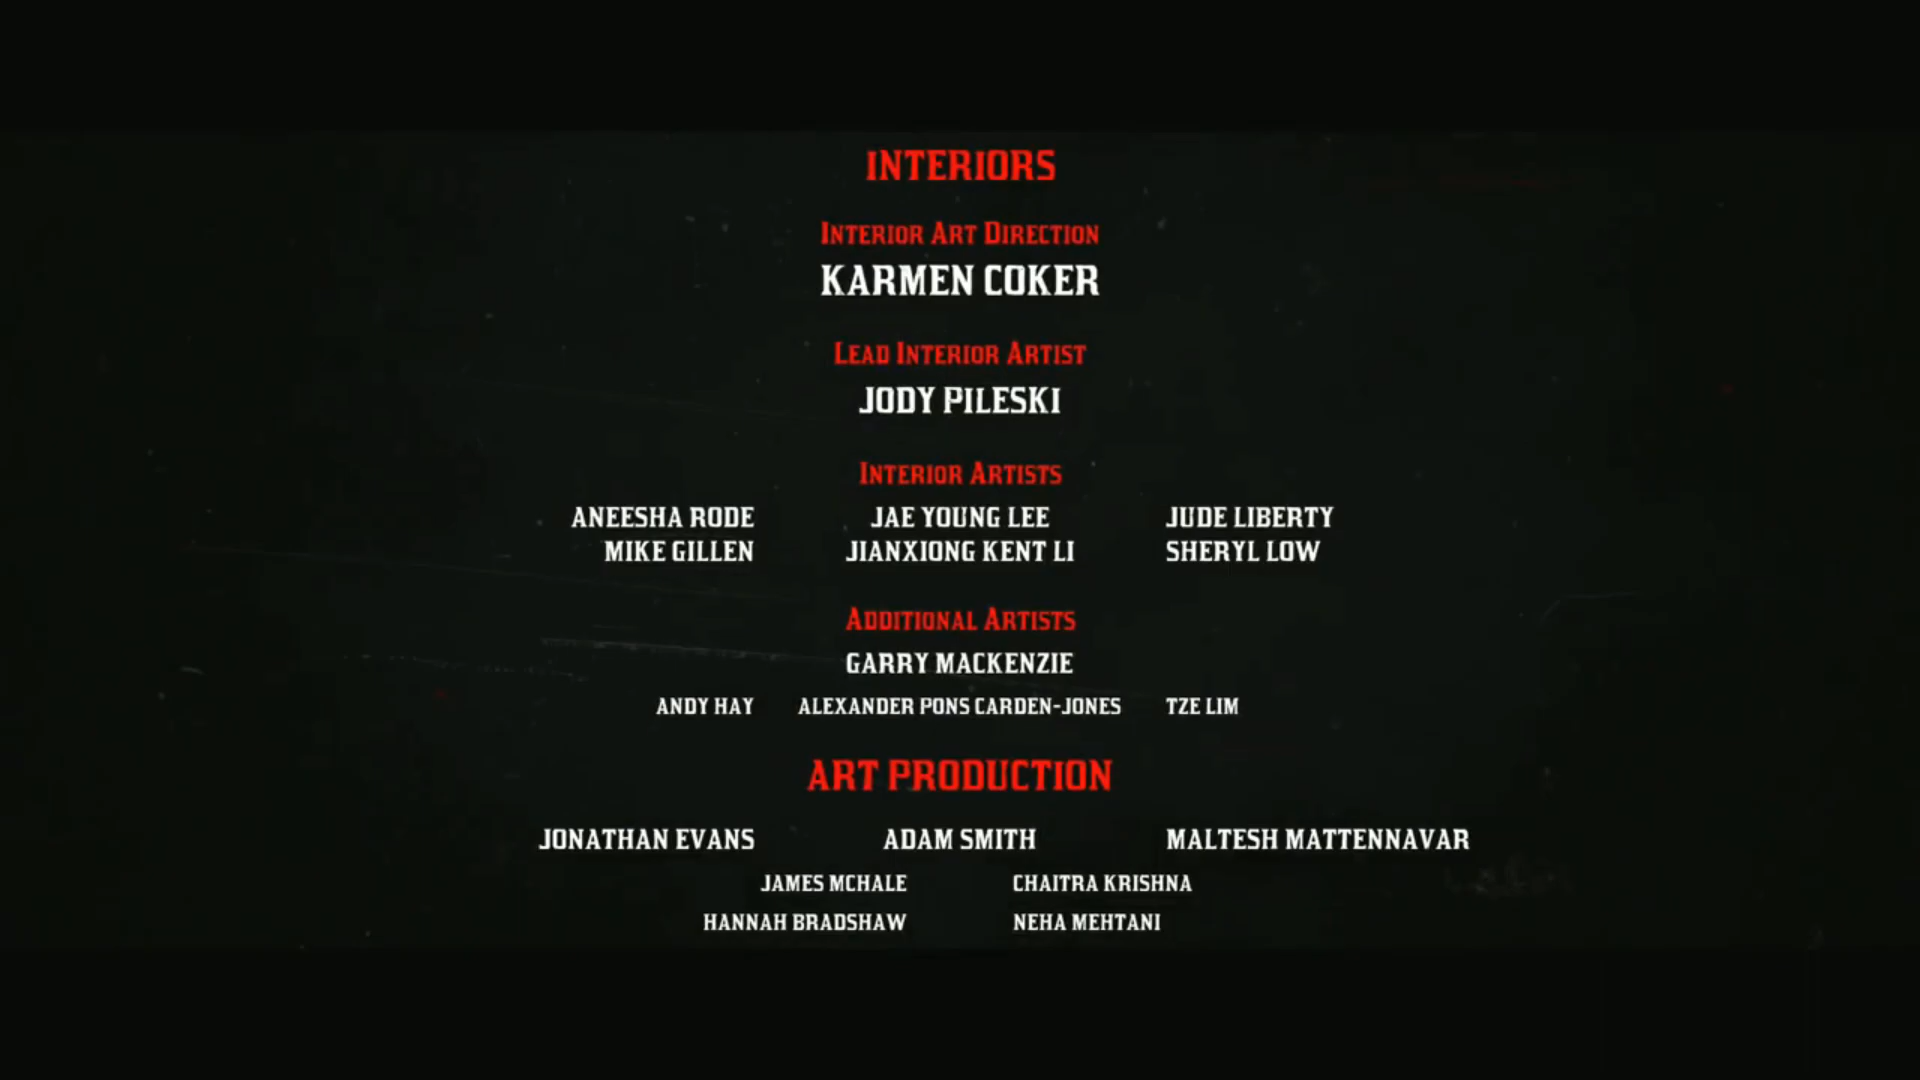 INTERIORS
INTERIOR ART DIRECTION
KARMEN COKER
LEAD INTERIOR ARTIST
JODY PILESKI
INTERIOR ARTISTS
ANEESHA RODE JAE YOUNG LEE JUDE LIBERTY
MIKE GILLEN JIANXIONG KENT LI SHERYL LOW
ADDITIONAL ARTISTS
GARRY MACKENZIE
ANDY HAY ALEXANDER PONS CARDEN-JONES TZE LIM
ART PRODUCTION
JONATHAN EVANS ADAM SMITH MALTESH MATTENNAVAR
JAMES MCHALE CHAITRA KRISHNA
HANNAH BRADSHAW NEHA MEHTANI